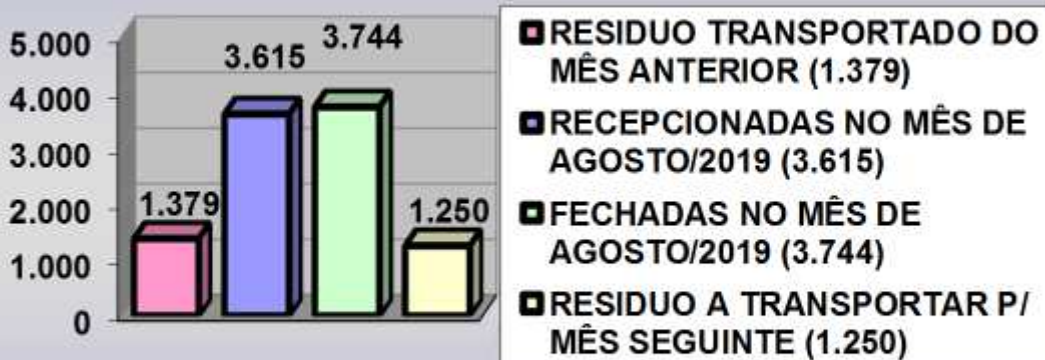 5.000
4.000
3.000
2.000
1.000
0
1.379
3.615
3.744
1.250
RESIDUO TRANSPORTADO DO
MÊS ANTERIOR (1.379)
RECEPCIONADAS NO MÊS DE
AGOSTO/2019 (3.615)
FECHADAS NO MÊS DE
AGOSTO/2019 (3.744)
RESIDUO A TRANSPORTAR P/
MÊS SEGUINTE (1.250)